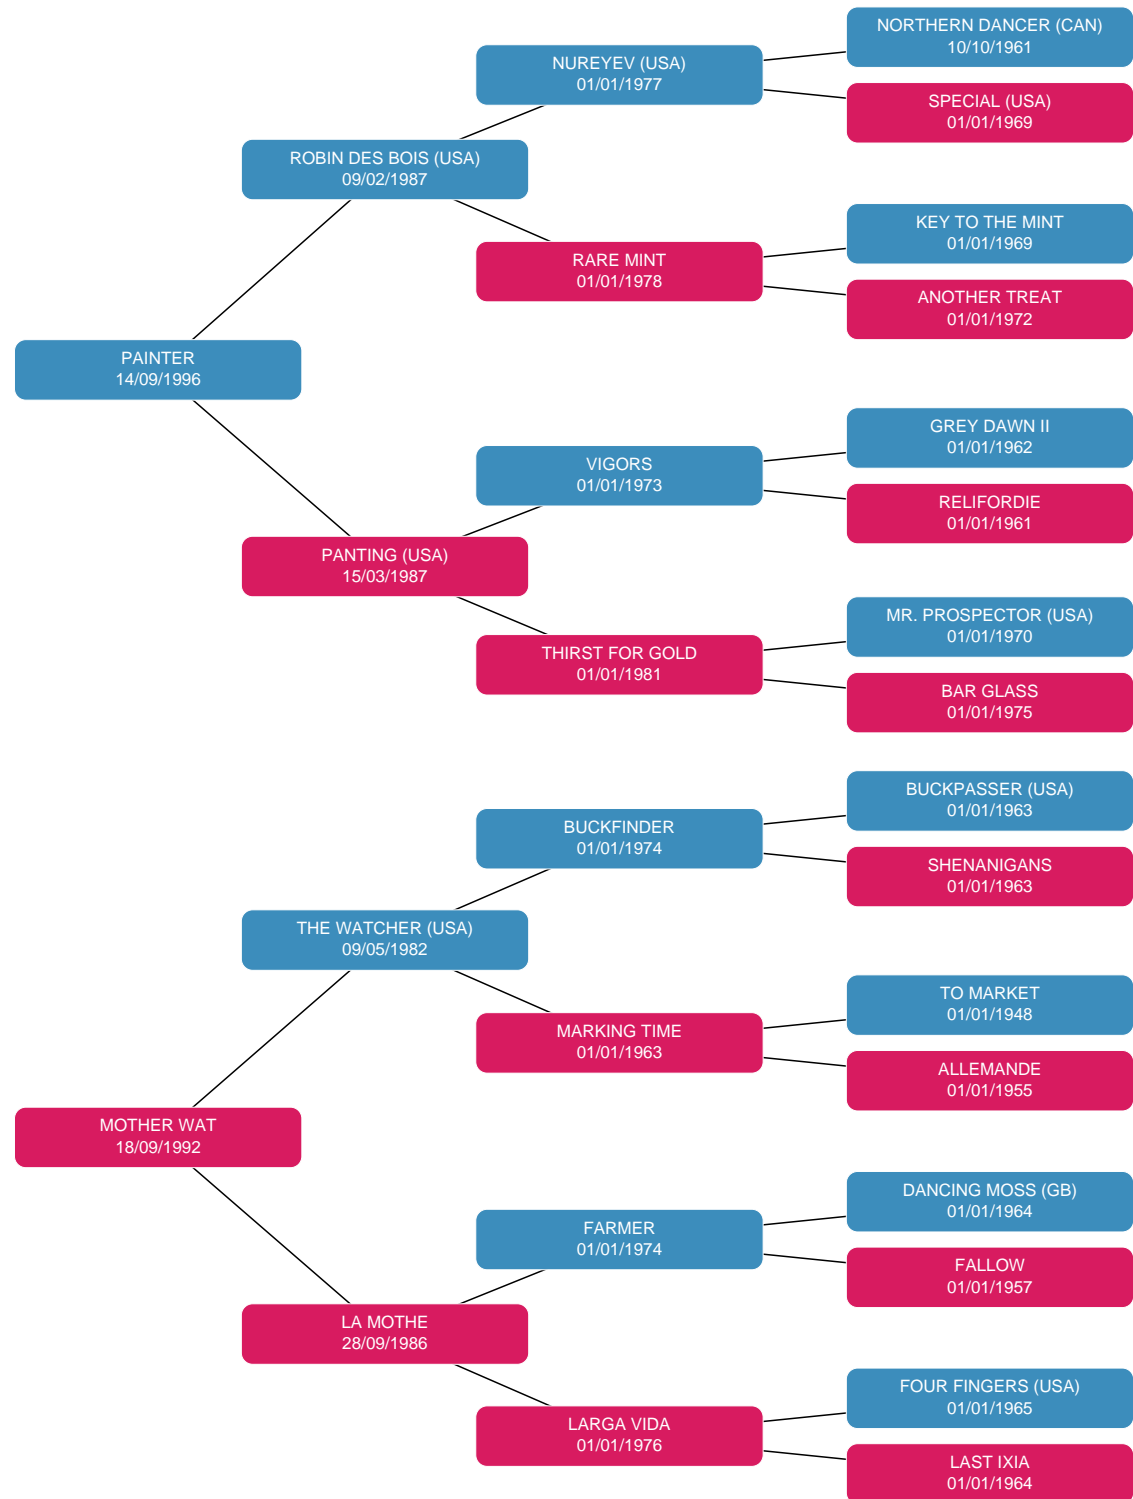 NORTHERN DANCER (CAN)
10/10/1961
NUREYEV (USA)
01/01/1977
SPECIAL (USA)
01/01/1969
ROBIN DES BOIS (USA)
09/02/1987
KEY TO THE MINT
01/01/1969
RARE MINT
01/01/1978
ANOTHER TREAT
01/01/1972
PAINTER
14/09/1996
GREY DAWN II
01/01/1962
VIGORS
01/01/1973
RELIFORDIE
01/01/1961
PANTING (USA)
15/03/1987
MR. PROSPECTOR (USA)
01/01/1970
THIRST FOR GOLD
01/01/1981
BAR GLASS
01/01/1975
BUCKPASSER (USA)
01/01/1963
BUCKFINDER
01/01/1974
SHENANIGANS
01/01/1963
THE WATCHER (USA)
09/05/1982
TO MARKET
01/01/1948
MARKING TIME
01/01/1963
ALLEMANDE
01/01/1955
MOTHER WAT
18/09/1992
DANCING MOSS (GB)
01/01/1964
FARMER
01/01/1974
FALLOW
01/01/1957
LA MOTHE
28/09/1986
FOUR FINGERS (USA)
01/01/1965
LARGA VIDA
01/01/1976
LAST IXIA
01/01/1964